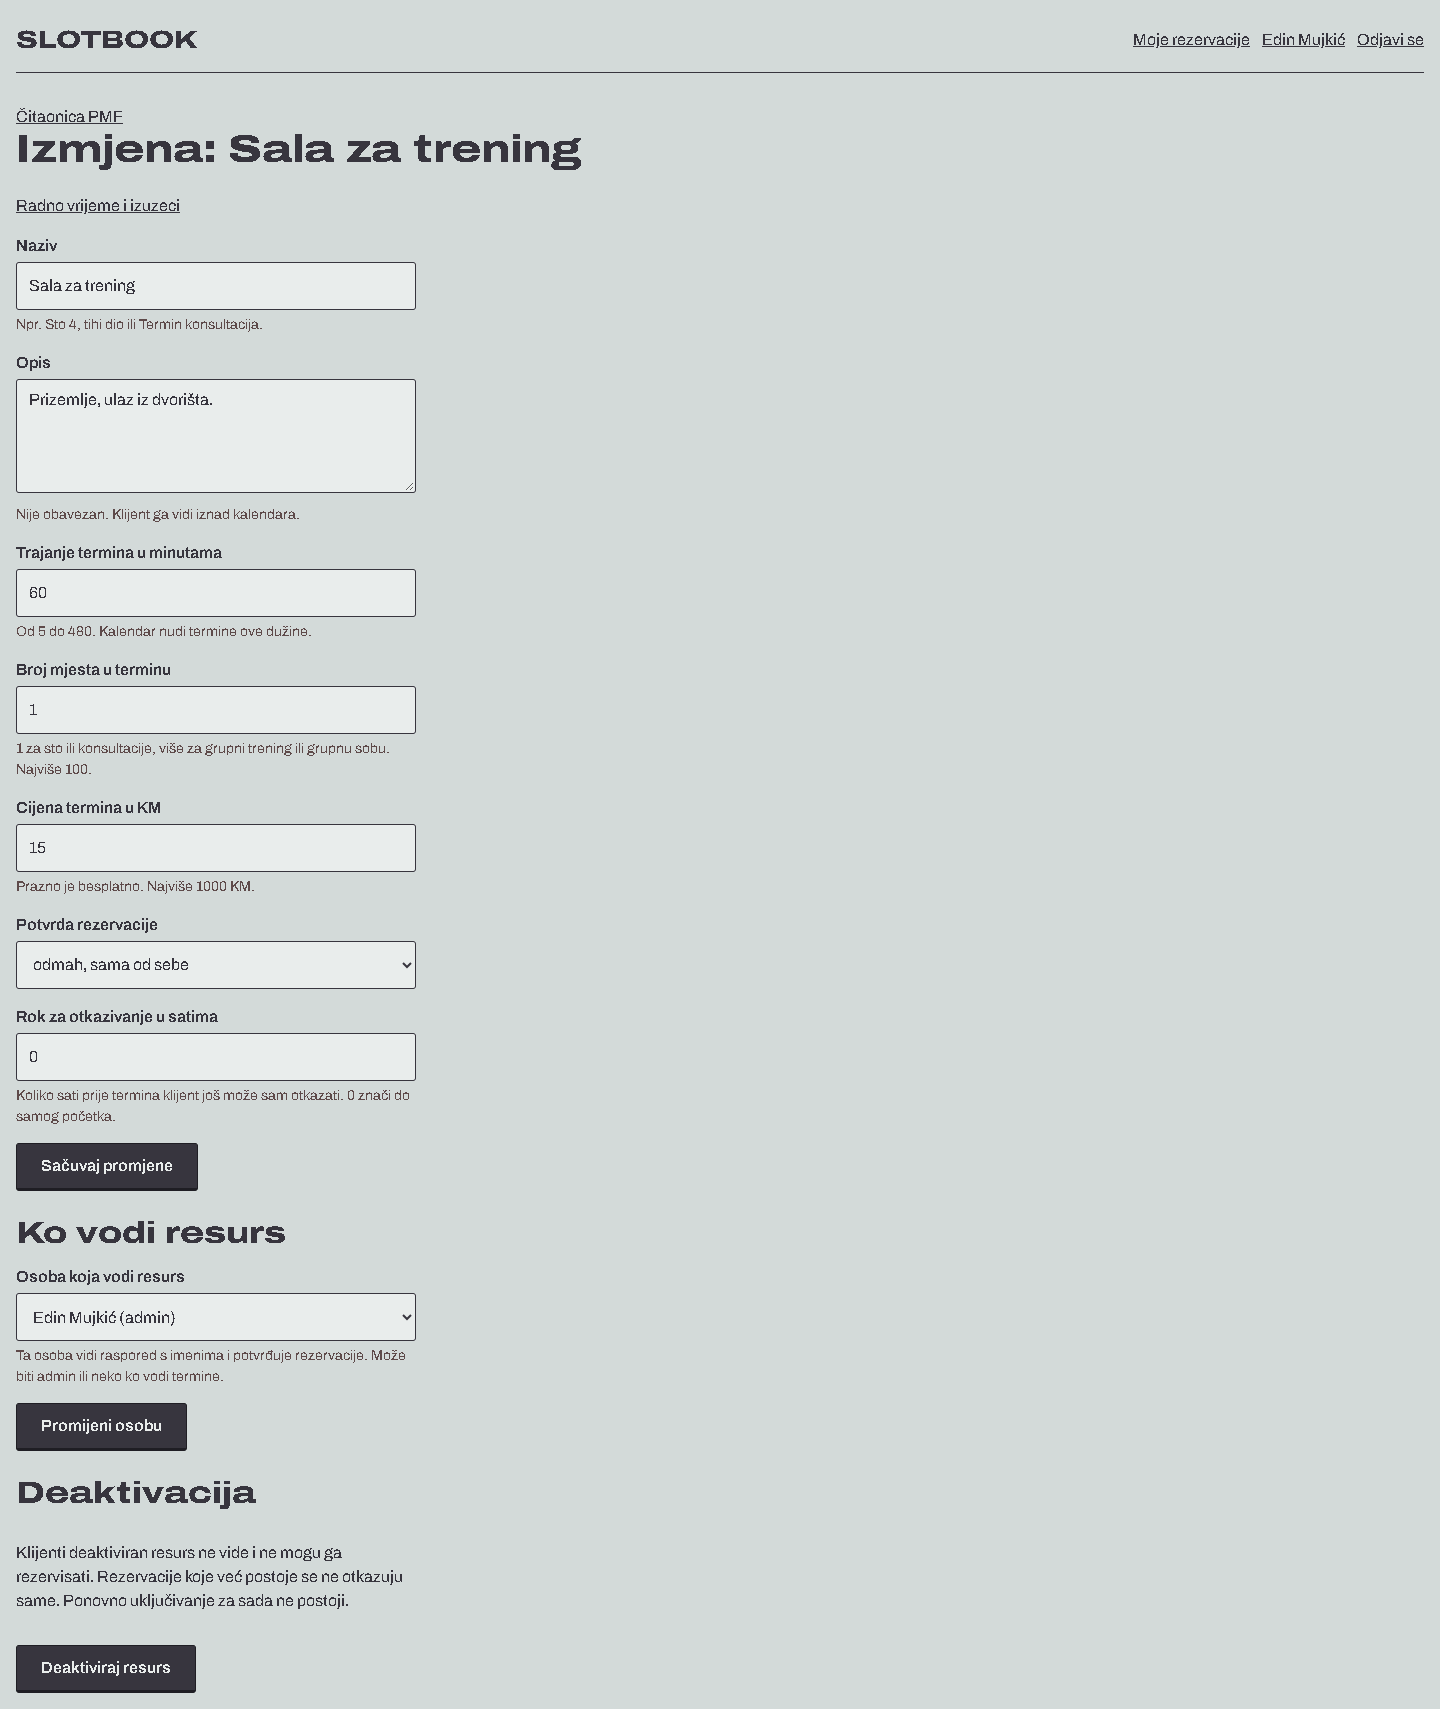 SLOTBOOK
Moje rezervacije Edin Mujkić Odjavi se
Čitaonica PMF
Izmjena: Sala za trening
Radno vrijeme i izuzeci
Naziv
Sala za trening
Npr. Sto 4, tihi dio ili Termin konsultacija.
Opis
Prizemlje, ulaz iz dvorišta.
Nije obavezan. Klijent ga vidi iznad kalendara.
Trajanje termina u minutama
60
Od 5 do 480. Kalendar nudi termine ove dužine.
Broj mjesta u terminu
1
1 za sto ili konsultacije, više za grupni trening ili grupnu sobu.
Najviše 100.
Cijena termina u KM
15
Prazno je besplatno. Najviše 1000 KM.
Potvrda rezervacije
odmah, sama od sebe
Rok za otkazivanje u satima
0
Koliko sati prije termina klijent još može sam otkazati. 0 znači do
samog početka.
Sačuvaj promjene
Ko vodi resurs
Osoba koja vodi resurs
Edin Mujkić (admin)
Ta osoba vidi raspored s imenima i potvrđuje rezervacije. Može
biti admin ili neko ko vodi termine.
Promijeni osobu
Deaktivacija
Klijenti deaktiviran resurs ne vide i ne mogu ga
rezervisati. Rezervacije koje već postoje se ne otkazuju
same. Ponovno uključivanje za sada ne postoji.
Deaktiviraj resurs